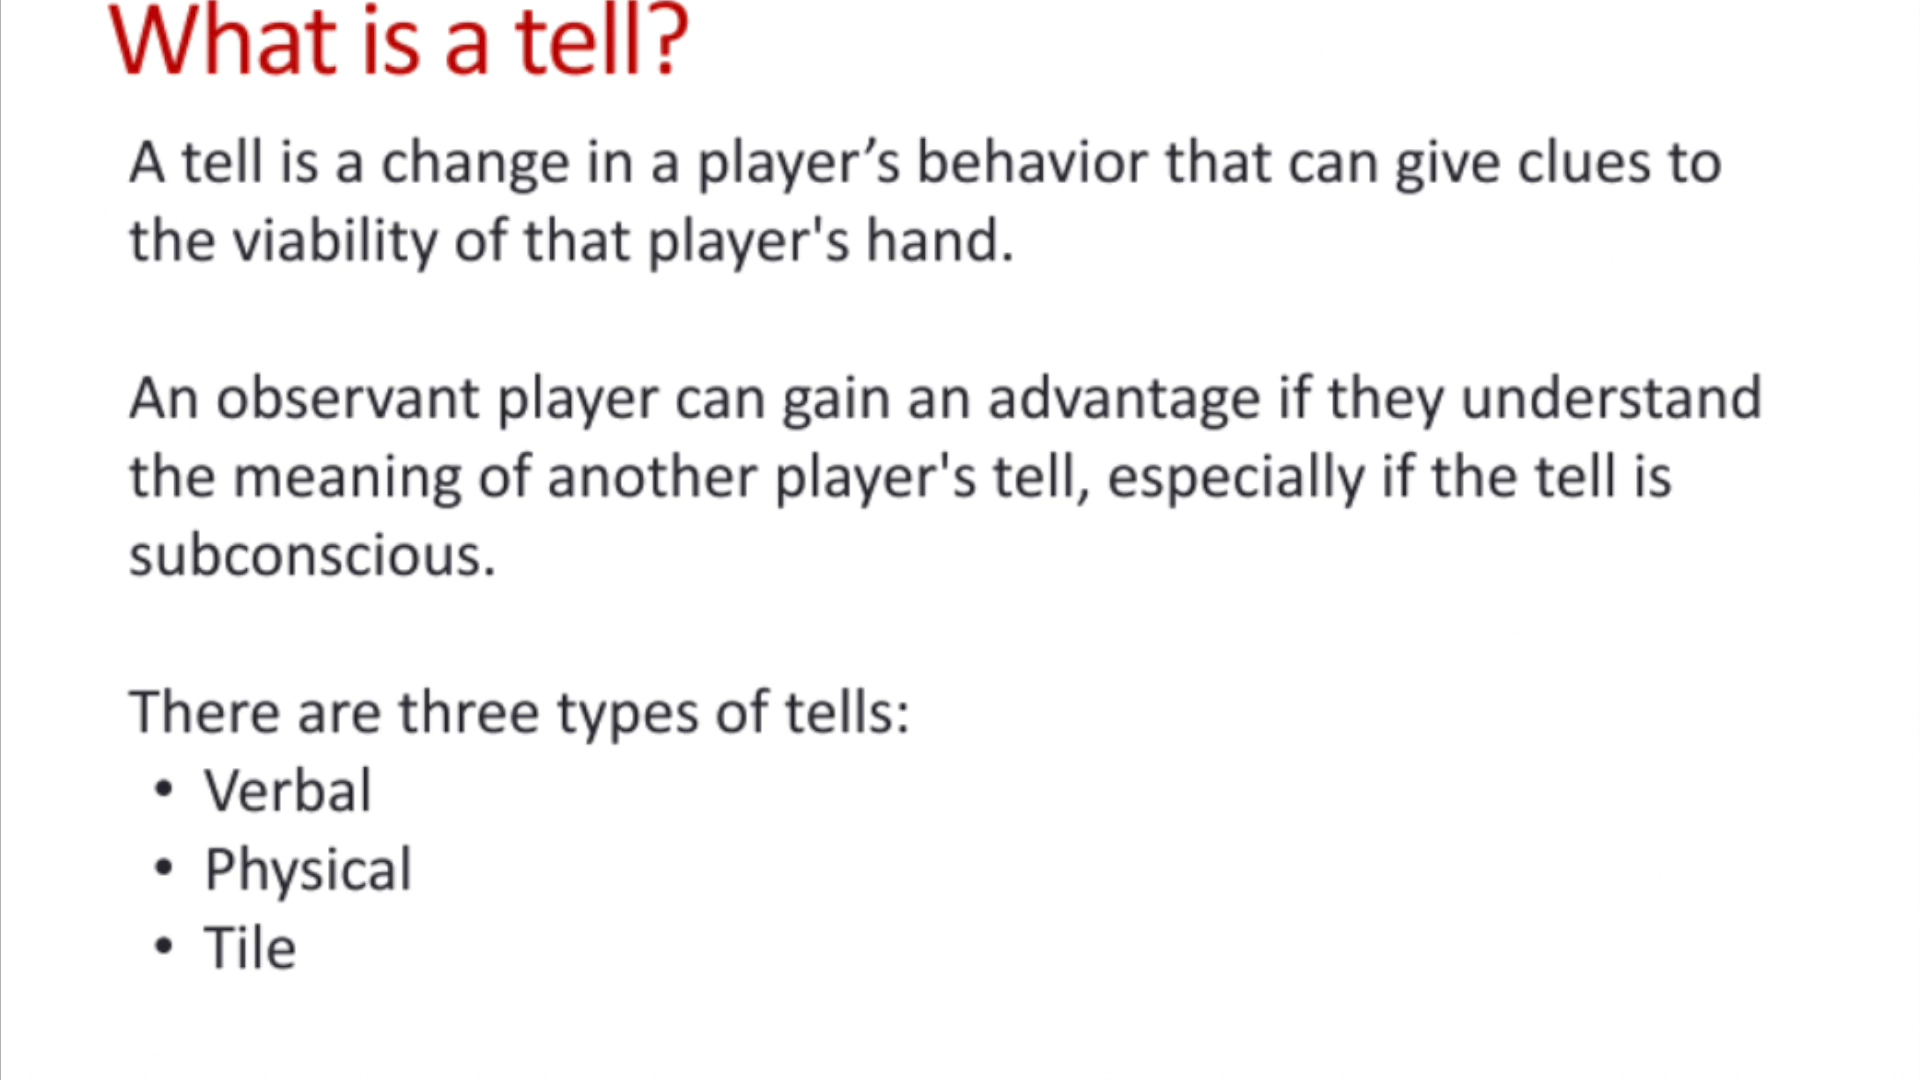 What is a tell?
A tell is a change in a player’s behavior that can give clues to
the viability of that player's hand.
An observant player can gain an advantage if they understand
the meaning of another player's tell, especially if the tell is
subconscious.
There are three types of tells:
• Verbal
• Physical
• Tile